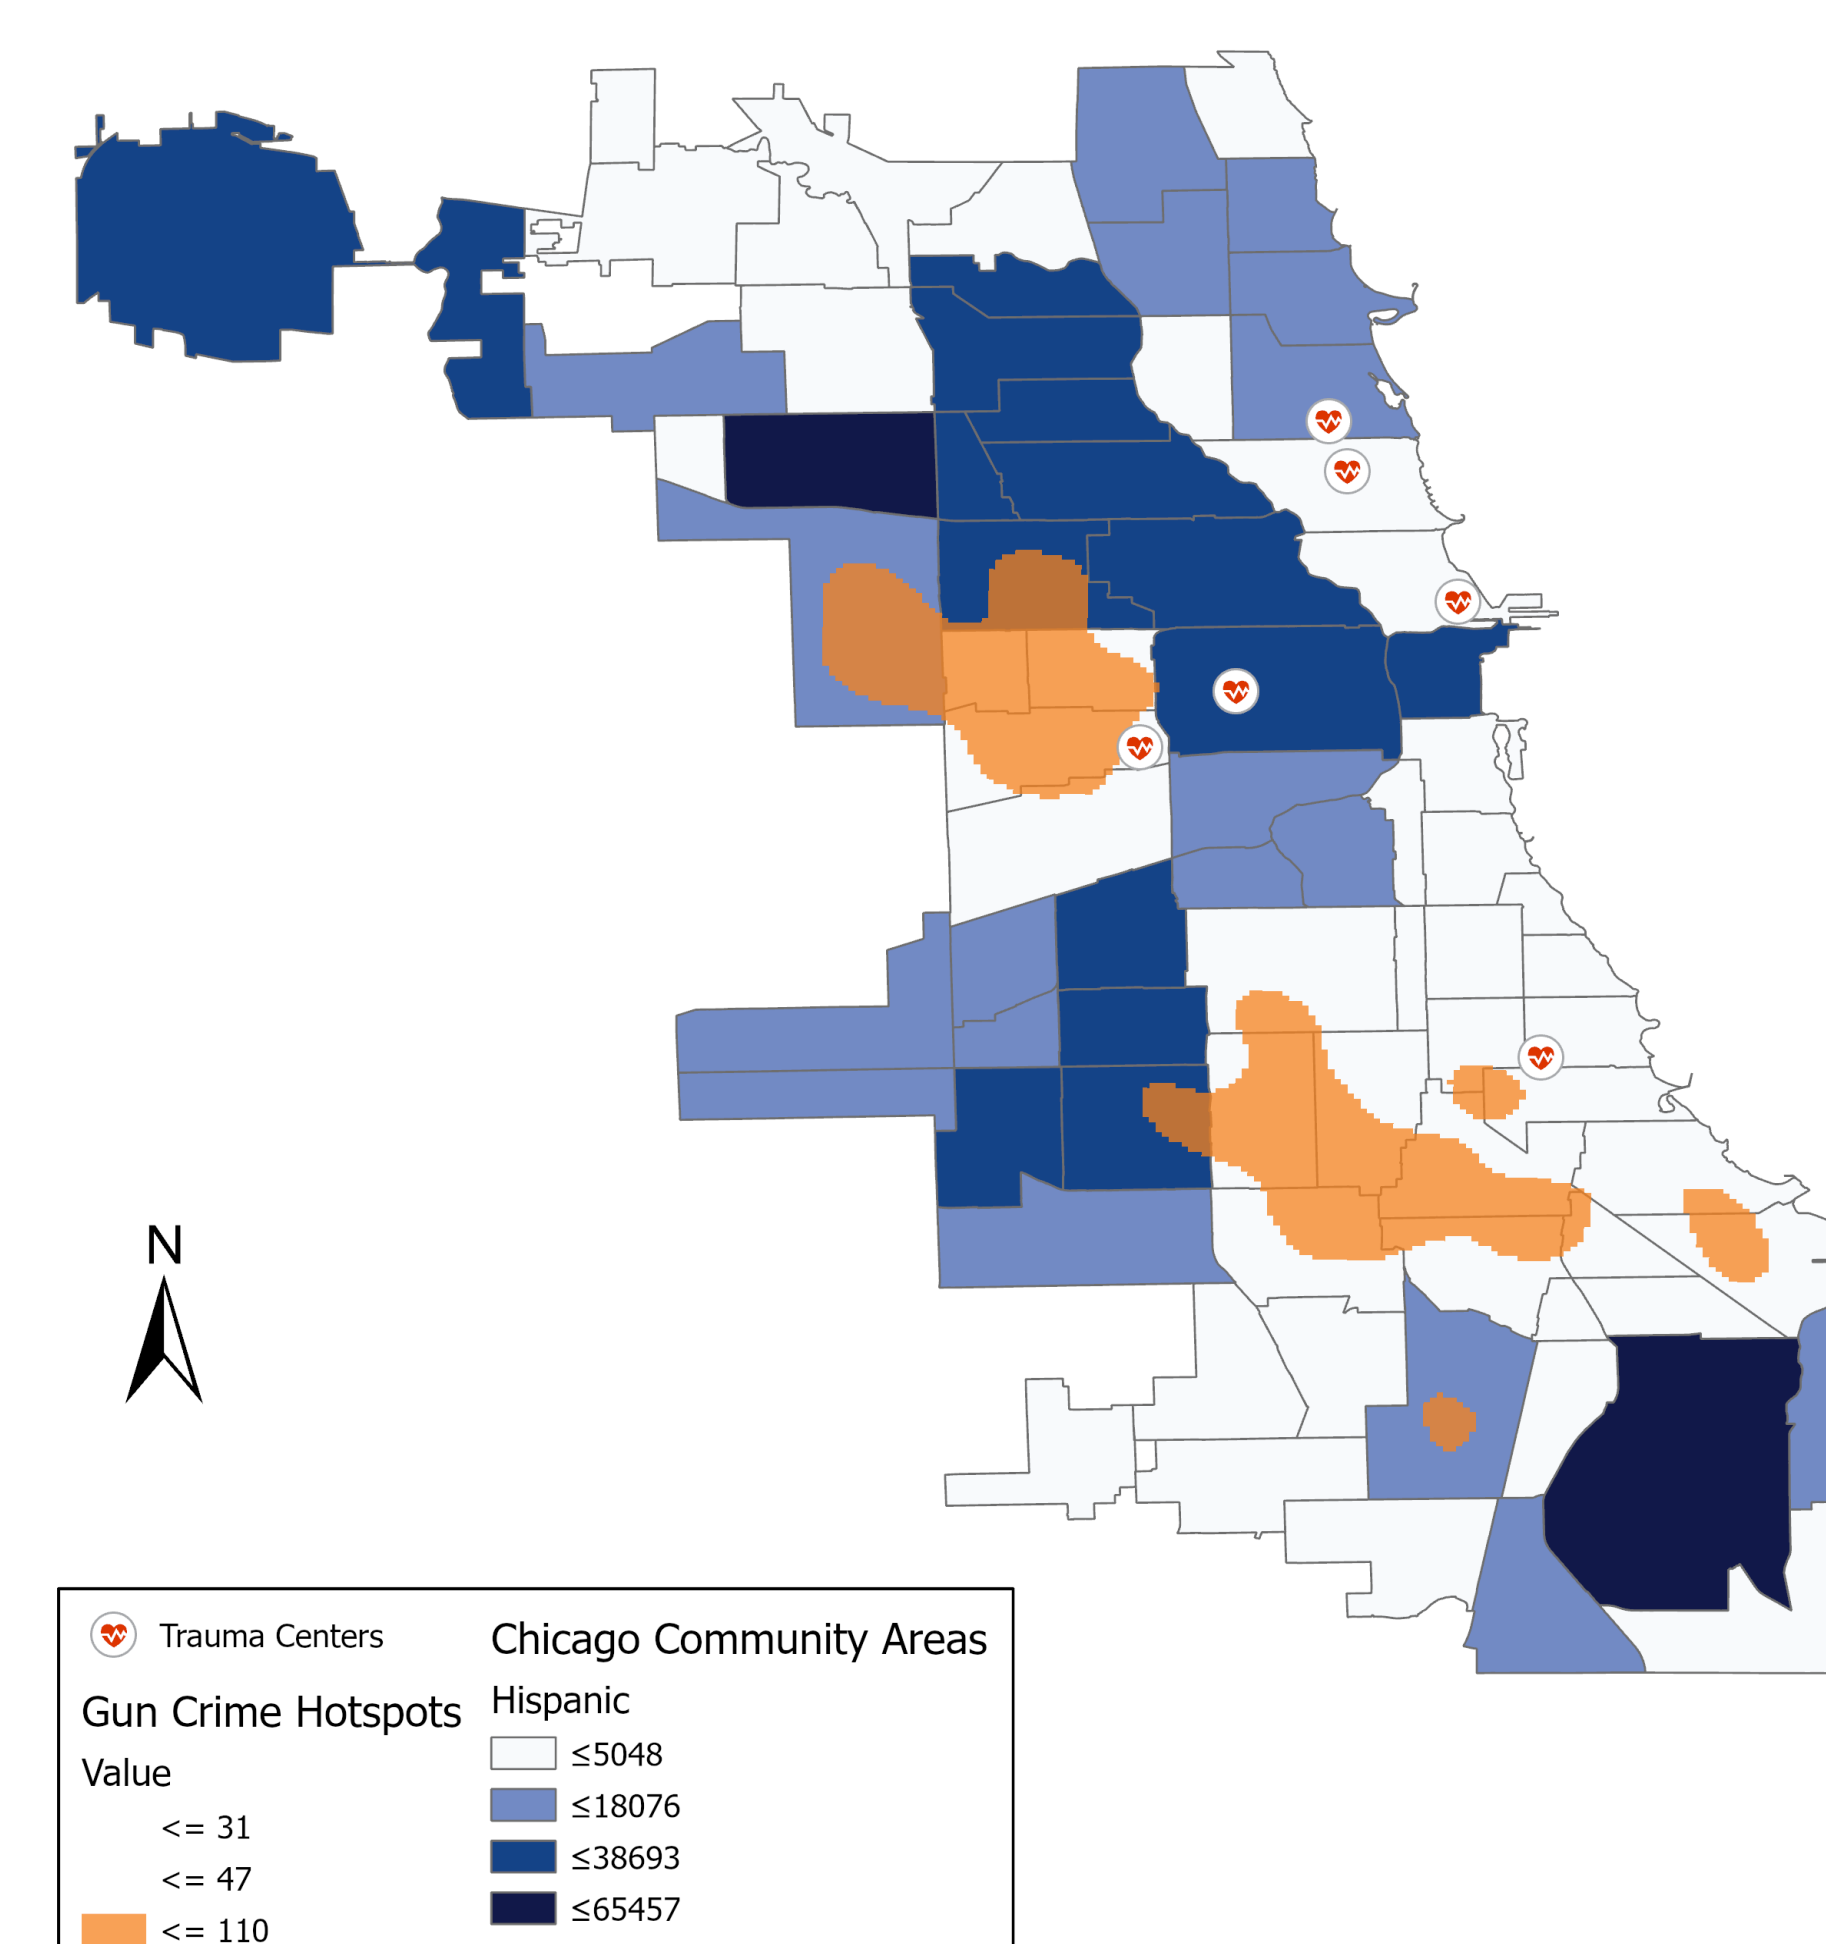 N
Trauma Centers
Gun Crime Hotspots
Value
<= 31
<= 47
<= 110
Chicago Community Areas
Hispanic
≤5048
≤18076
≤38693
≤65457